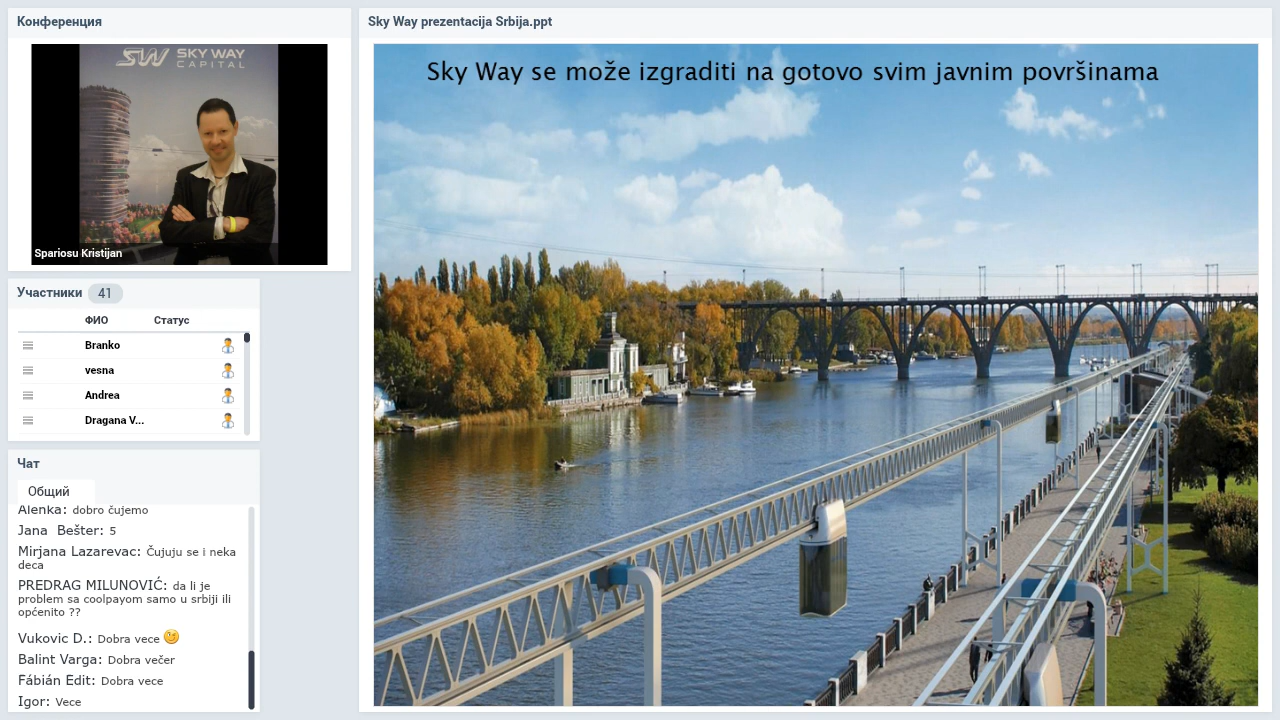 Конференция
SW SKY WAY
CAPITAL
Spariosu Kristijan
Участники 41
ФИО Статус
Branko
vesna
Andrea
Dragana V...
Чат
Общий
Alenka: dobro čujemo
Jana Bešter: 5
Mirjana Lazarevac: Čujuju se i neka
deca
PREDRAG MILUNOVIĆ: da li je
problem sa coolpayom samo u srbiji ili
općenito ??
Vukovic D.: Dobra vece
Balint Varga: Dobra večer
Fábián Edit: Dobra vece
Igor: Vece
Sky Way prezentacija Srbija.ppt
Sky Way se može izgraditi na gotovo svim javnim površinama